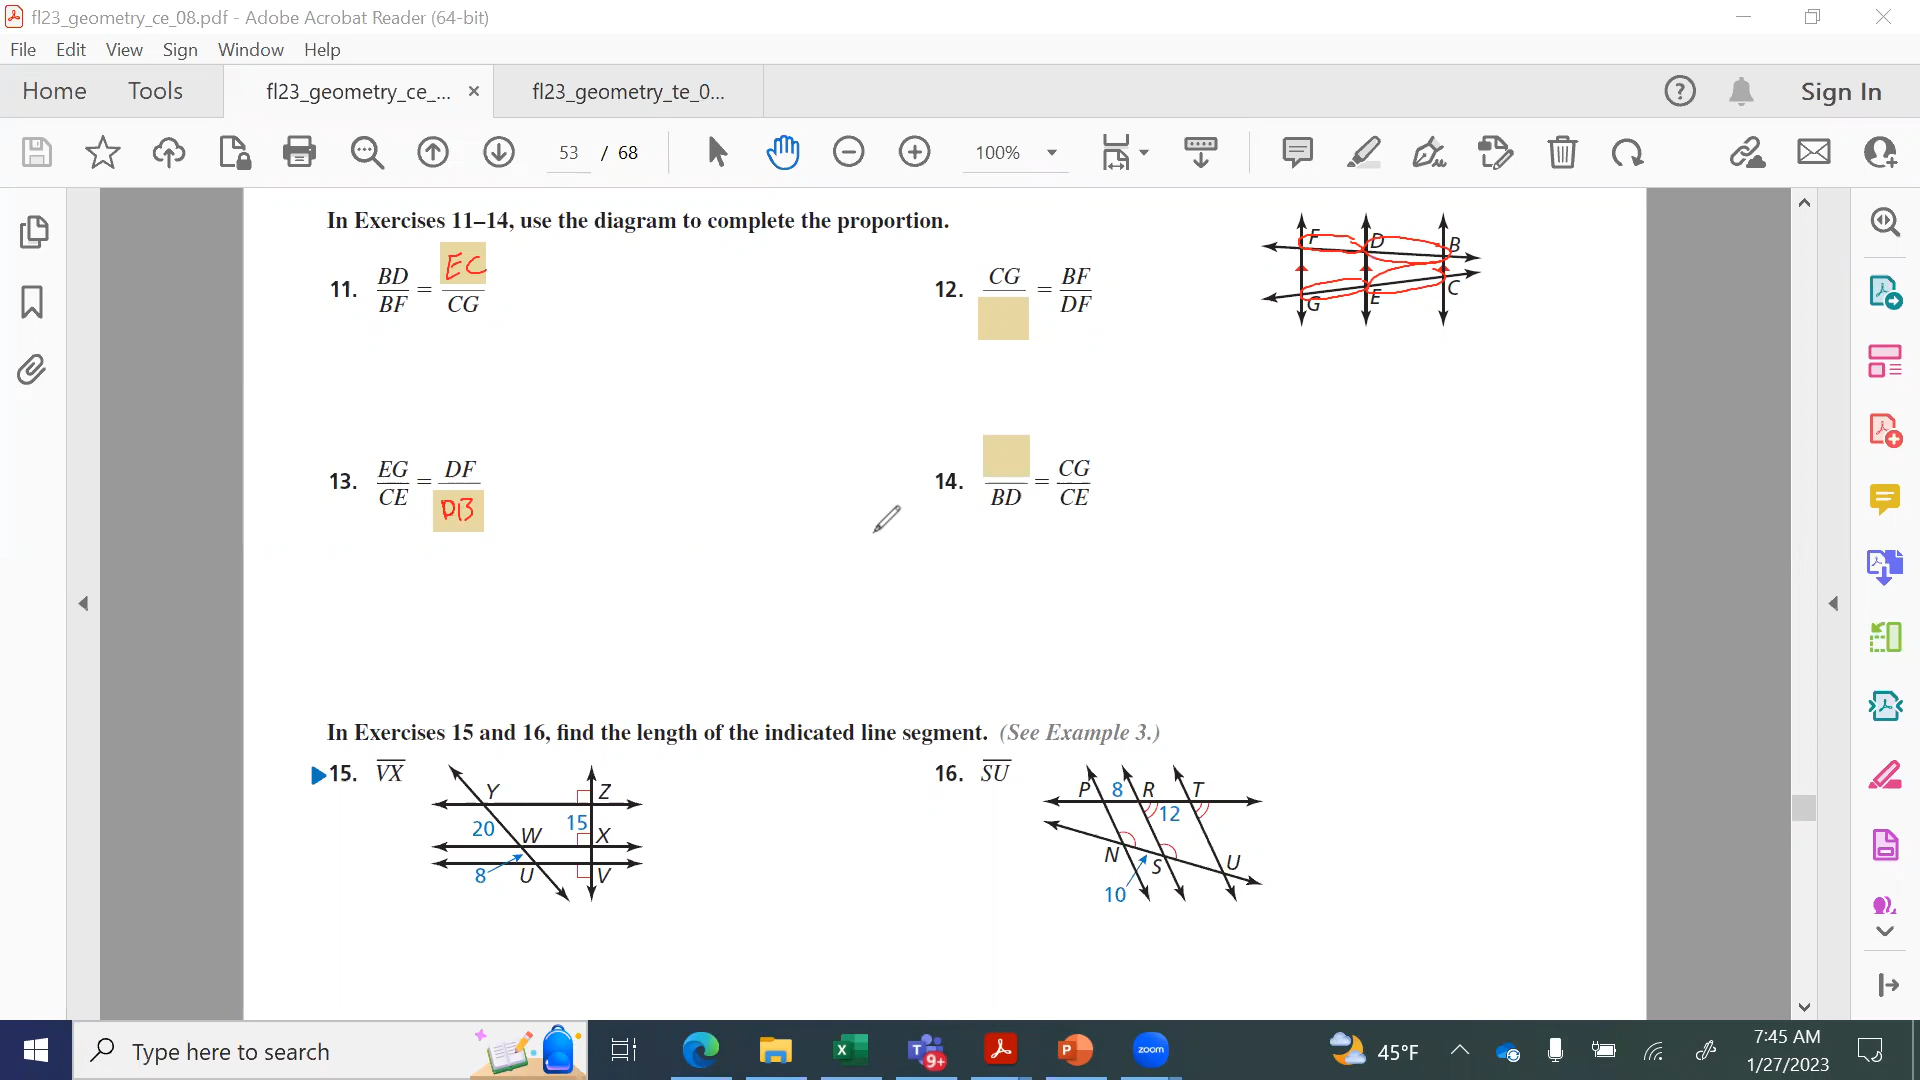 fl23_geometry_ce_08.pdf - Adobe Acrobat Reader (64-bit)
File Edit View Sign Window Help
Home Tools fl23_geometry_ce_... × fl23_geometry_te_0... Sign In
53 / 68 100%
In Exercises 11–14, use the diagram to complete the proportion.
F D B
G E C
11. BD/BF = EC/CG
12. CG/ = BF/DF
13. EG/CE = DF/DB
14. /BD = CG/CE
In Exercises 15 and 16, find the length of the indicated line segment. (See Example 3.)
15. VX
Y Z
20 15
W X
8 U V
16. SU
P 8 R T
12
N S U
10
Type here to search
9+
zoom
45°F
7:45 AM
1/27/2023